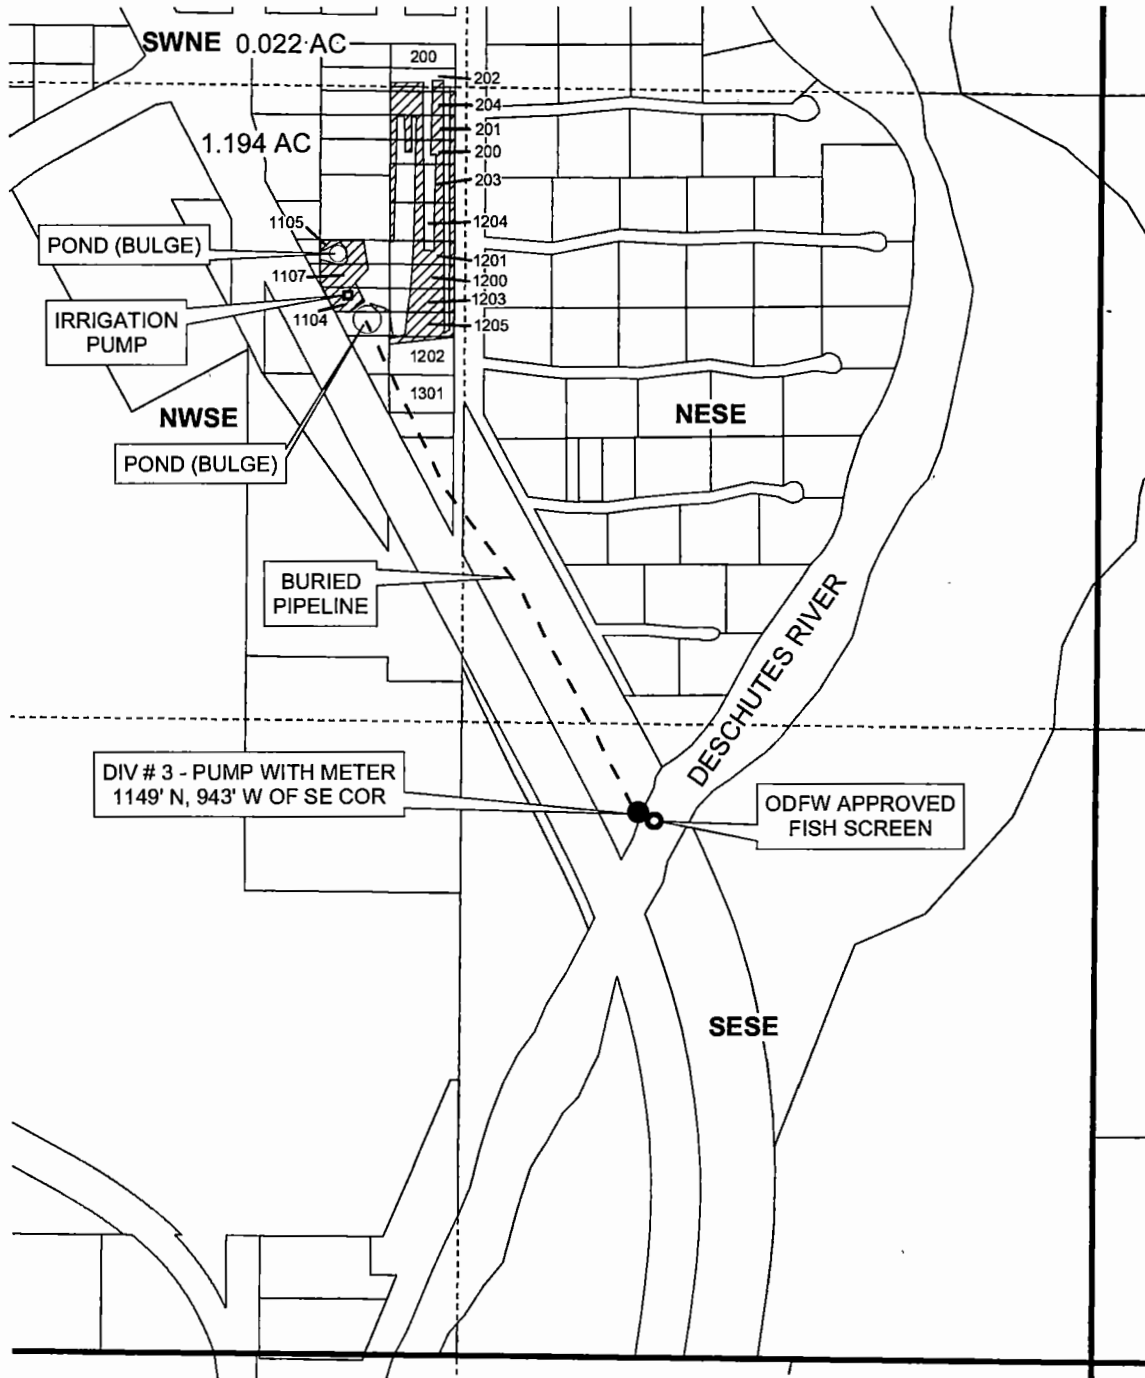 SWNE 0.022 AC
200
202
204
1.194 AC
201
200
203
1105
1204
POND (BULGE)
1201
1107
1200
IRRIGATION
PUMP
1203
1104
1205
1202
1301
NWSE
NESE
POND (BULGE)
BURIED
PIPELINE
DESCHUTES RIVER
DIV # 3 - PUMP WITH METER
1149' N, 943' W OF SE COR
ODFW APPROVED
FISH SCREEN
SESE